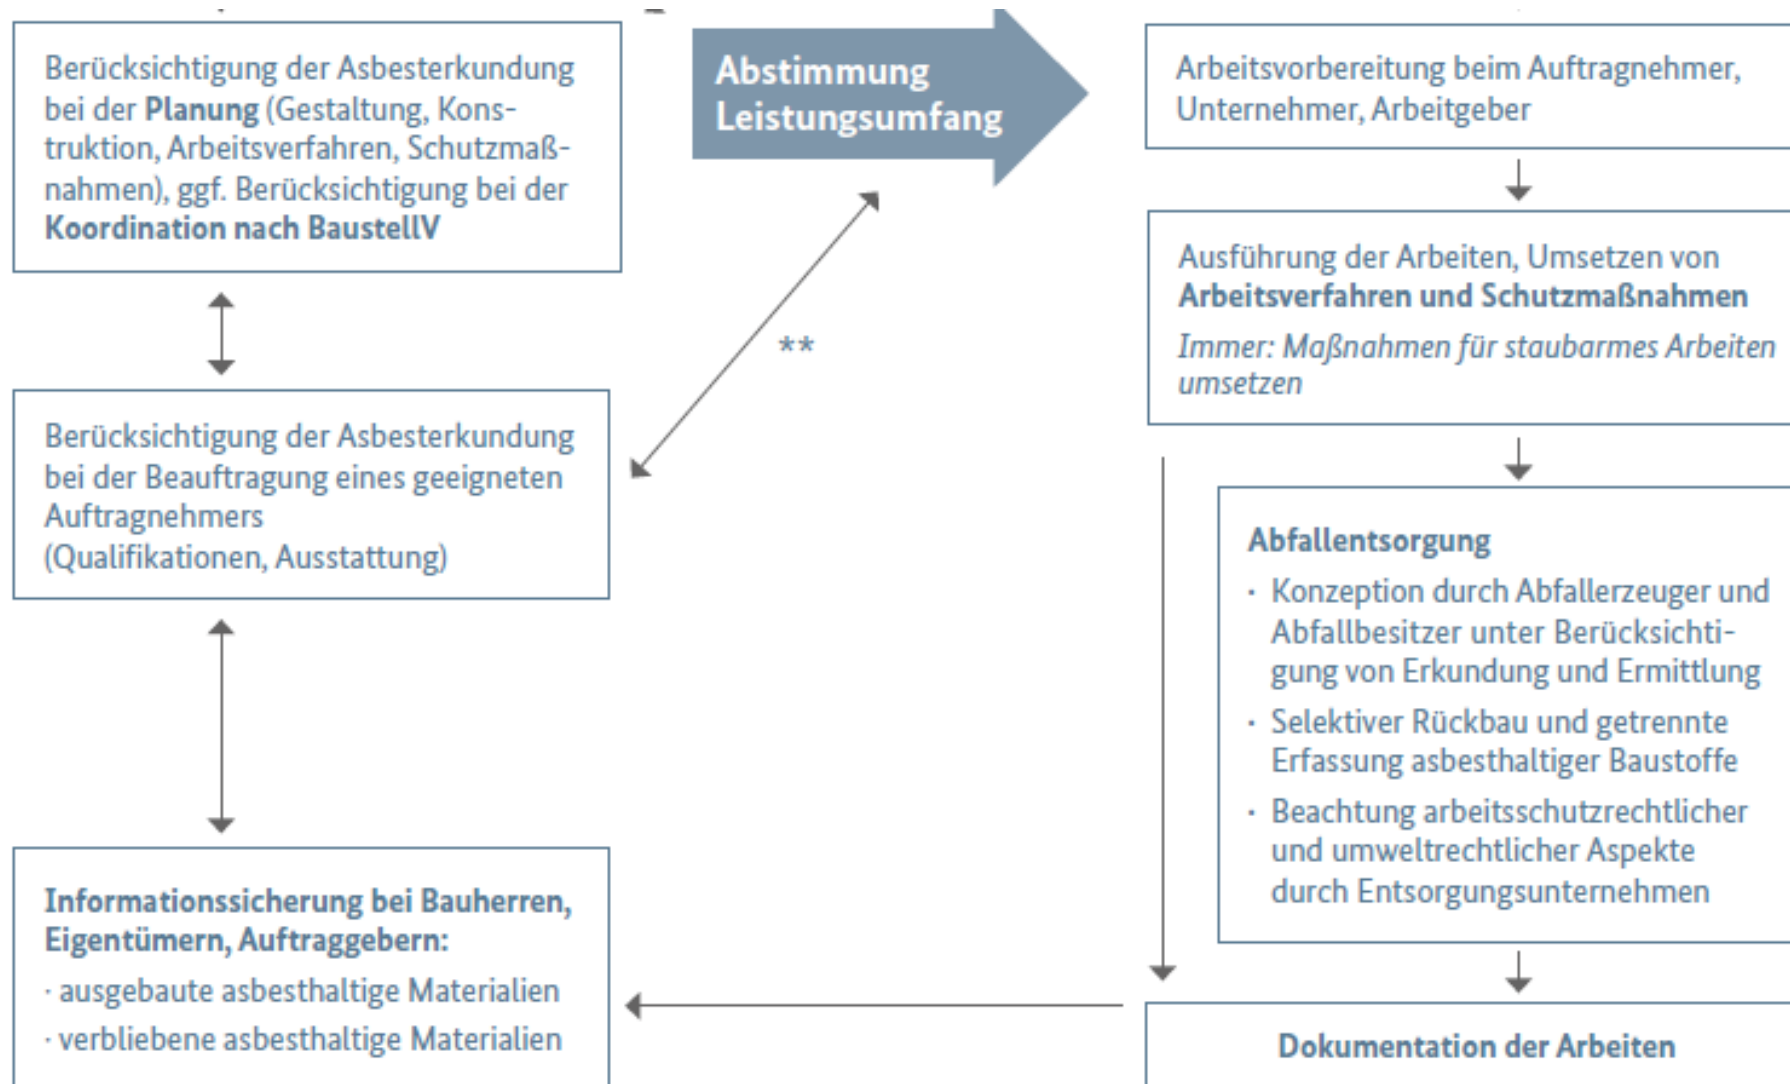 Berücksichtigung der Asbesterkundung
bei der Planung (Gestaltung, Kons-
truktion, Arbeitsverfahren, Schutzmaß-
nahmen), ggf. Berücksichtigung bei der
Koordination nach BaustellV
Abstimmung
Leistungsumfang
Arbeitsvorbereitung beim Auftragnehmer,
Unternehmer, Arbeitgeber
Ausführung der Arbeiten, Umsetzen von
Arbeitsverfahren und Schutzmaßnahmen
Immer: Maßnahmen für staubarmes Arbeiten
umsetzen
**
Berücksichtigung der Asbesterkundung
bei der Beauftragung eines geeigneten
Auftragnehmers
(Qualifikationen, Ausstattung)
Abfallentsorgung
· Konzeption durch Abfallerzeuger und
Abfallbesitzer unter Berücksichti-
gung von Erkundung und Ermittlung
· Selektiver Rückbau und getrennte
Erfassung asbesthaltiger Baustoffe
· Beachtung arbeitsschutzrechtlicher
und umweltrechtlicher Aspekte
durch Entsorgungsunternehmen
Informationssicherung bei Bauherren,
Eigentümern, Auftraggebern:
· ausgebaute asbesthaltige Materialien
· verbliebene asbesthaltige Materialien
Dokumentation der Arbeiten